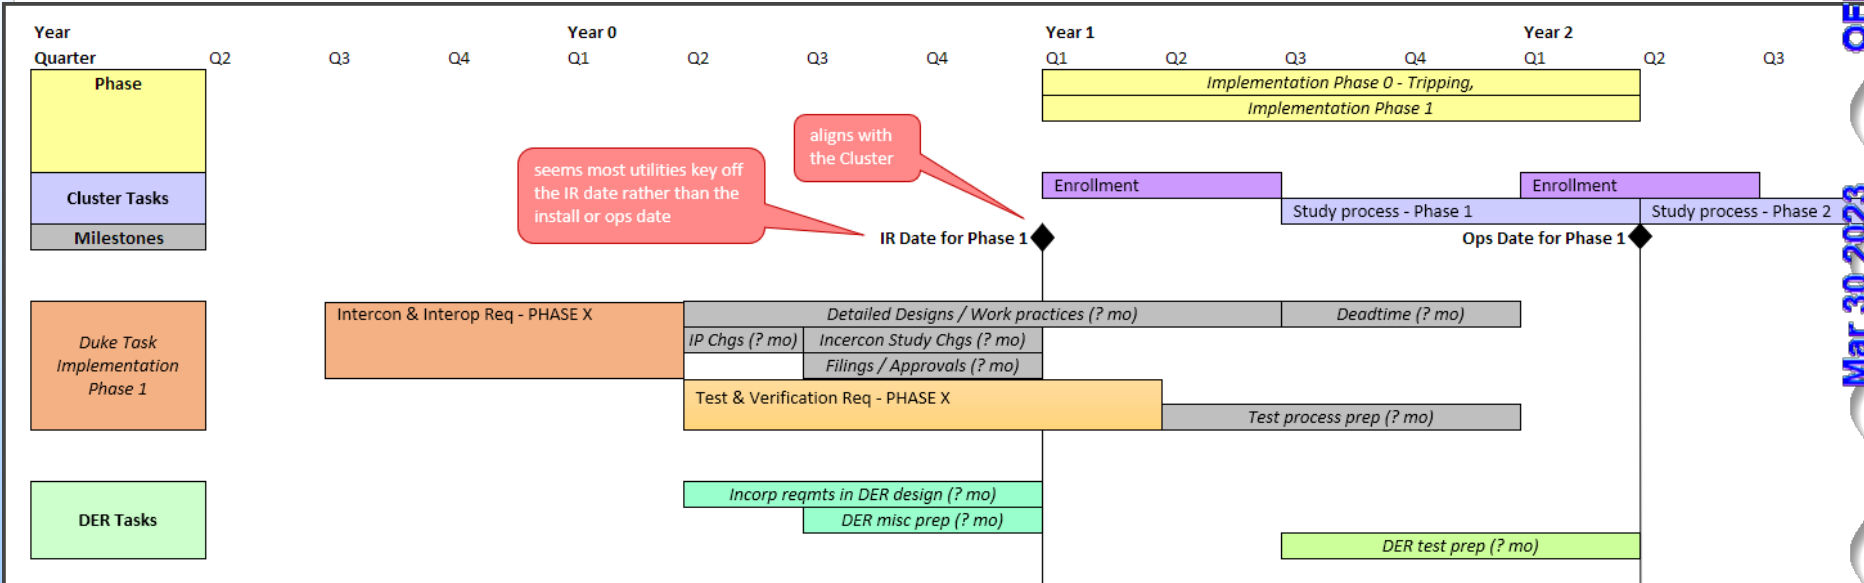 Year Year 0 Year 1 Year 2
Quarter Q2 Q3 Q4 Q1 Q2 Q3 Q4 Q1 Q2 Q3 Q4 Q1 Q2 Q3
Phase
Implementation Phase 0 - Tripping,
Implementation Phase 1
aligns with
the Cluster
seems most utilities key off
the IR date rather than the
install or ops date
Cluster Tasks
Enrollment Enrollment
Study process - Phase 1 Study process - Phase 2
Milestones
IR Date for Phase 1 Ops Date for Phase 1
Duke Task
Implementation
Phase 1
Intercon & Interop Req - PHASE X
Detailed Designs / Work practices (? mo) Deadtime (? mo)
IP Chgs (? mo) Incercon Study Chgs (? mo)
Filings / Approvals (? mo)
Test & Verification Req - PHASE X
Test process prep (? mo)
DER Tasks
Incorp reqmts in DER design (? mo)
DER misc prep (? mo)
DER test prep (? mo)
Mar 30 2023